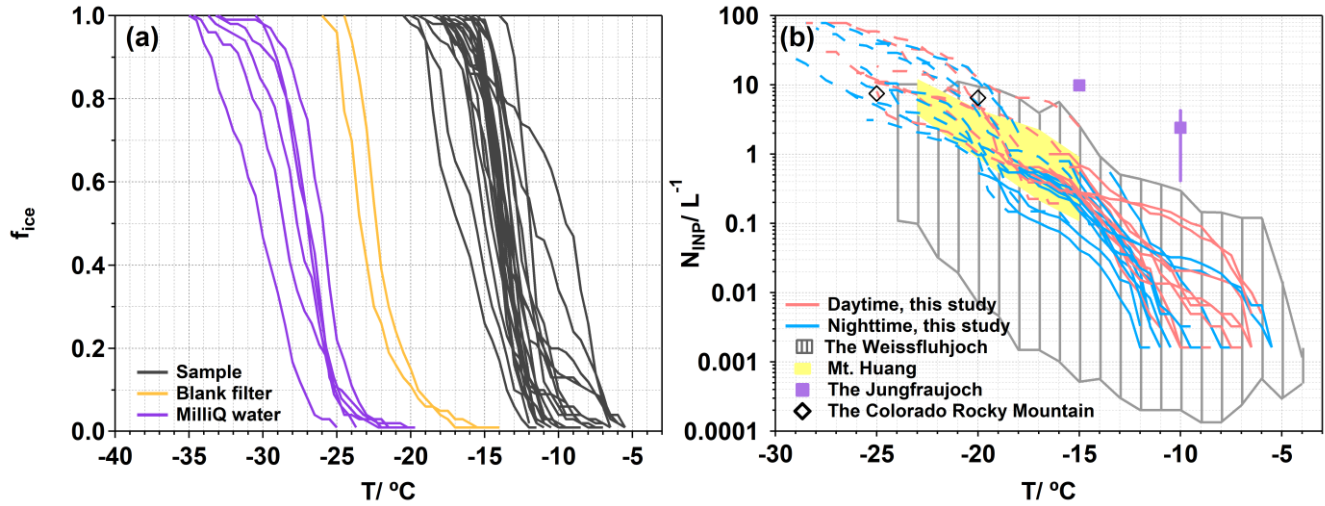 (a)
f_ice
1.0
0.8
0.6
0.4
0.2
0.0
Sample
Blank filter
MilliQ water
-40 -35 -30 -25 -20 -15 -10 -5
T/ ºC
(b)
N_INP/ L⁻¹
100
10
1
0.1
0.01
0.001
0.0001
Daytime, this study
Nighttime, this study
The Weissfluhjoch
Mt. Huang
The Jungfraujoch
The Colorado Rocky Mountain
-30 -25 -20 -15 -10 -5
T/ ºC